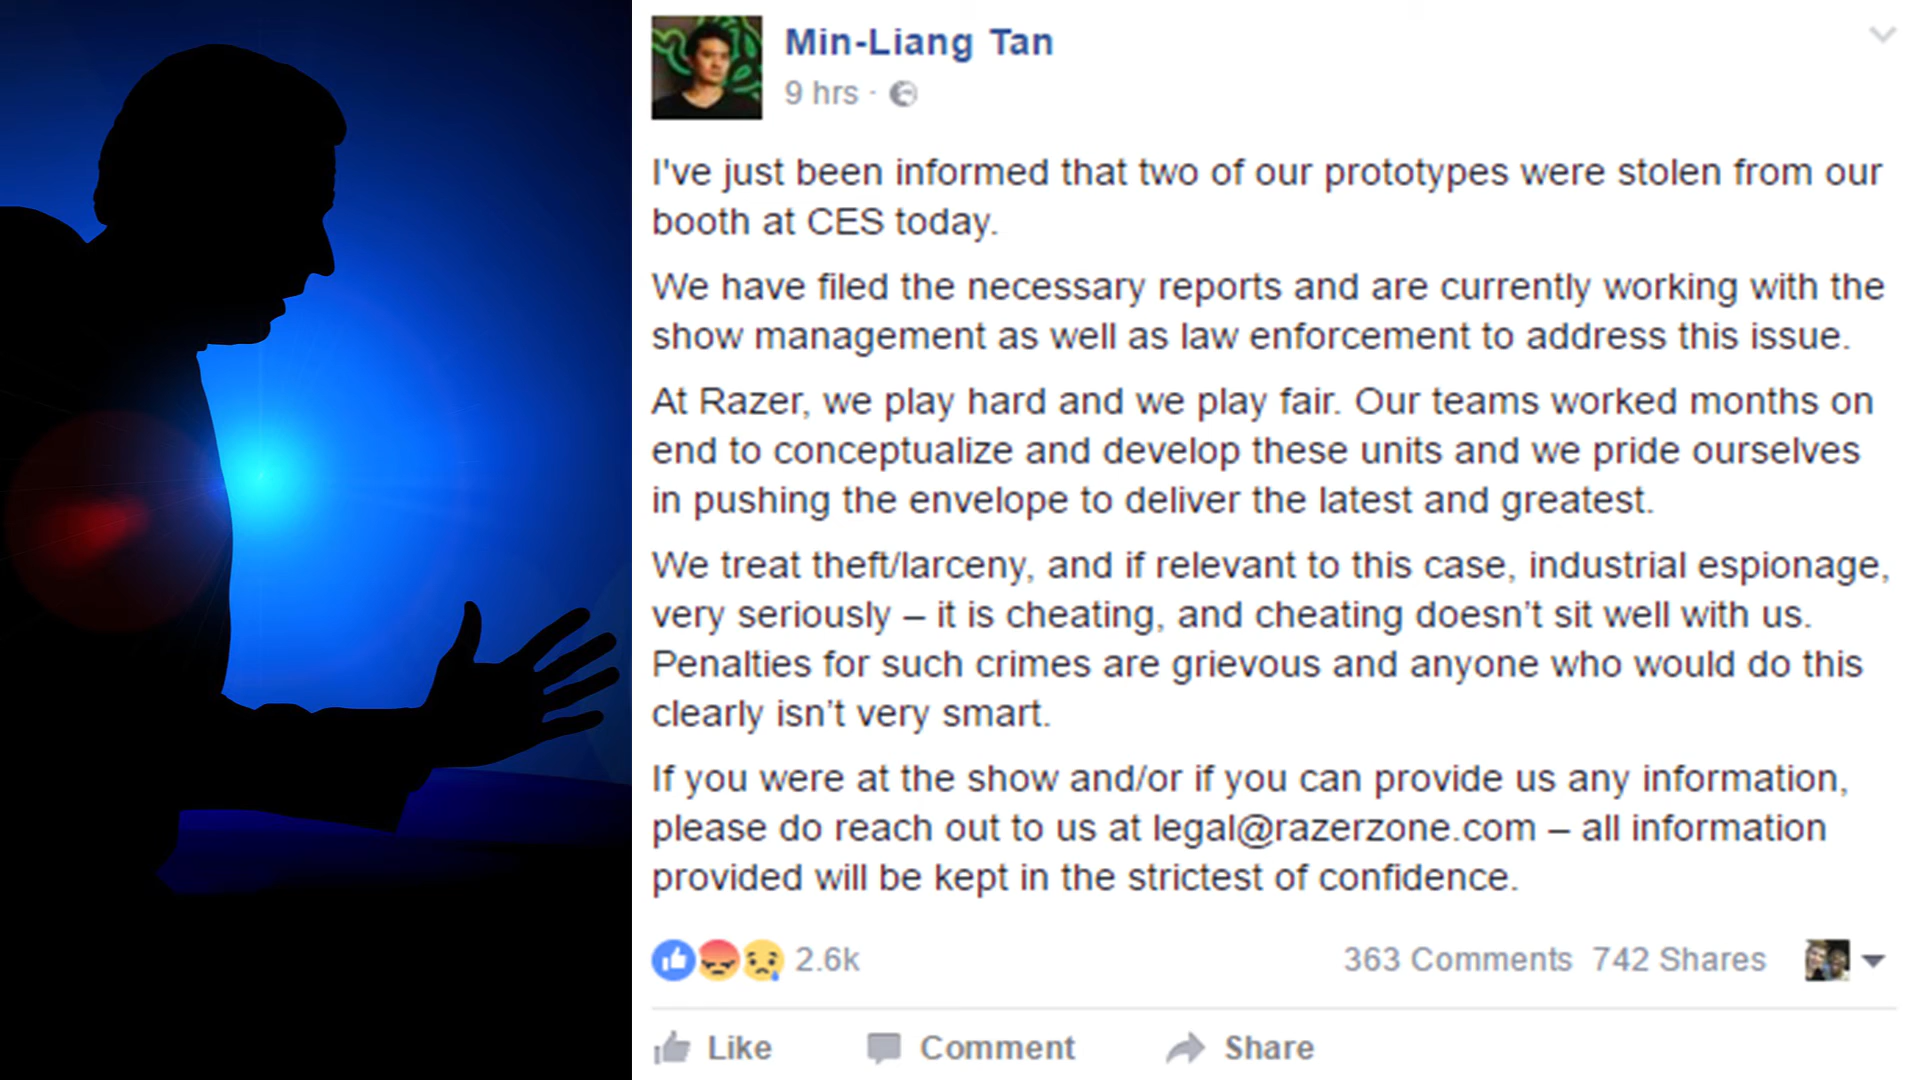 Min-Liang Tan
9 hrs ·
I've just been informed that two of our prototypes were stolen from our
booth at CES today.
We have filed the necessary reports and are currently working with the
show management as well as law enforcement to address this issue.
At Razer, we play hard and we play fair. Our teams worked months on
end to conceptualize and develop these units and we pride ourselves
in pushing the envelope to deliver the latest and greatest.
We treat theft/larceny, and if relevant to this case, industrial espionage,
very seriously – it is cheating, and cheating doesn’t sit well with us.
Penalties for such crimes are grievous and anyone who would do this
clearly isn’t very smart.
If you were at the show and/or if you can provide us any information,
please do reach out to us at legal@razerzone.com – all information
provided will be kept in the strictest of confidence.
2.6k 363 Comments 742 Shares
Like Comment Share